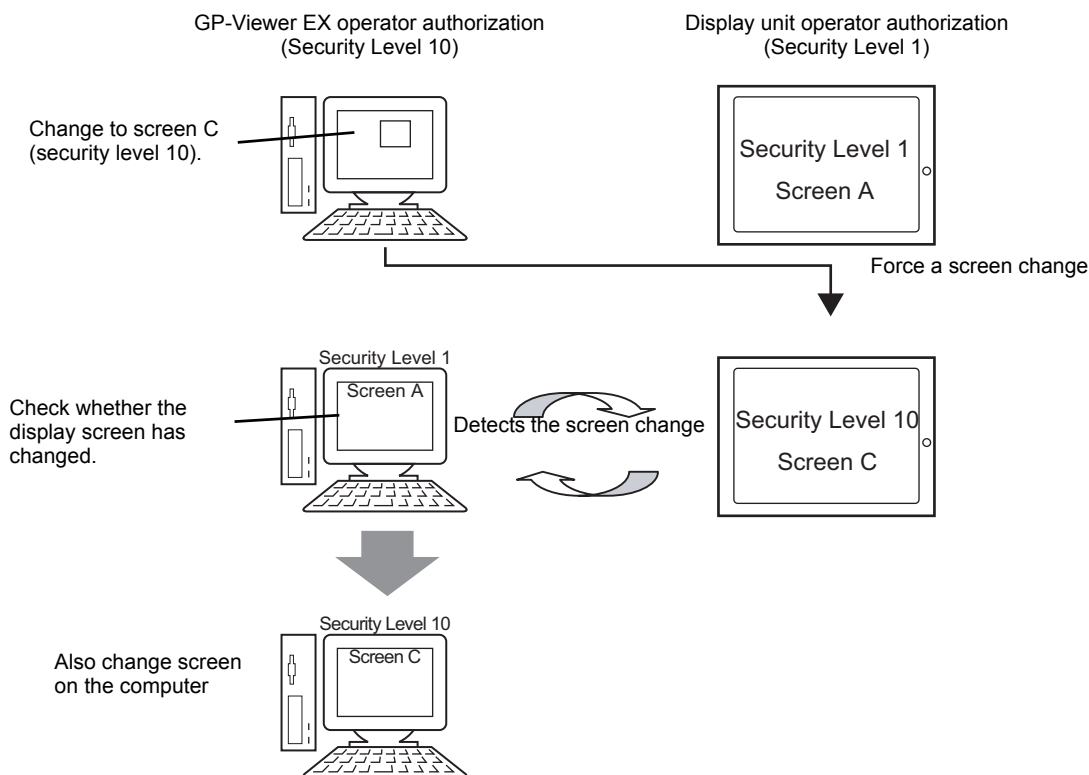 GP-Viewer EX operator authorization
(Security Level 10)
Display unit operator authorization
(Security Level 1)
Change to screen C
(security level 10).
Security Level 1
Screen A
Force a screen change
Security Level 1
Screen A
Check whether the
display screen has
changed.
Detects the screen change
Security Level 10
Screen C
Security Level 10
Screen C
Also change screen
on the computer